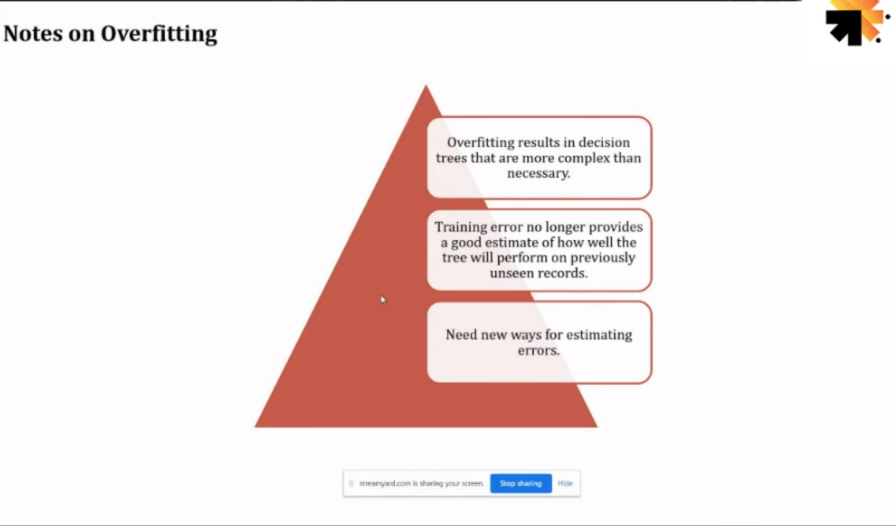 Notes on Overfitting
Overfitting results in decision
trees that are more complex than
necessary.
Training error no longer provides
a good estimate of how well the
tree will perform on previously
unseen records.
Need new ways for estimating
errors.
streamyard.com is sharing your screen. Stop sharing Hide